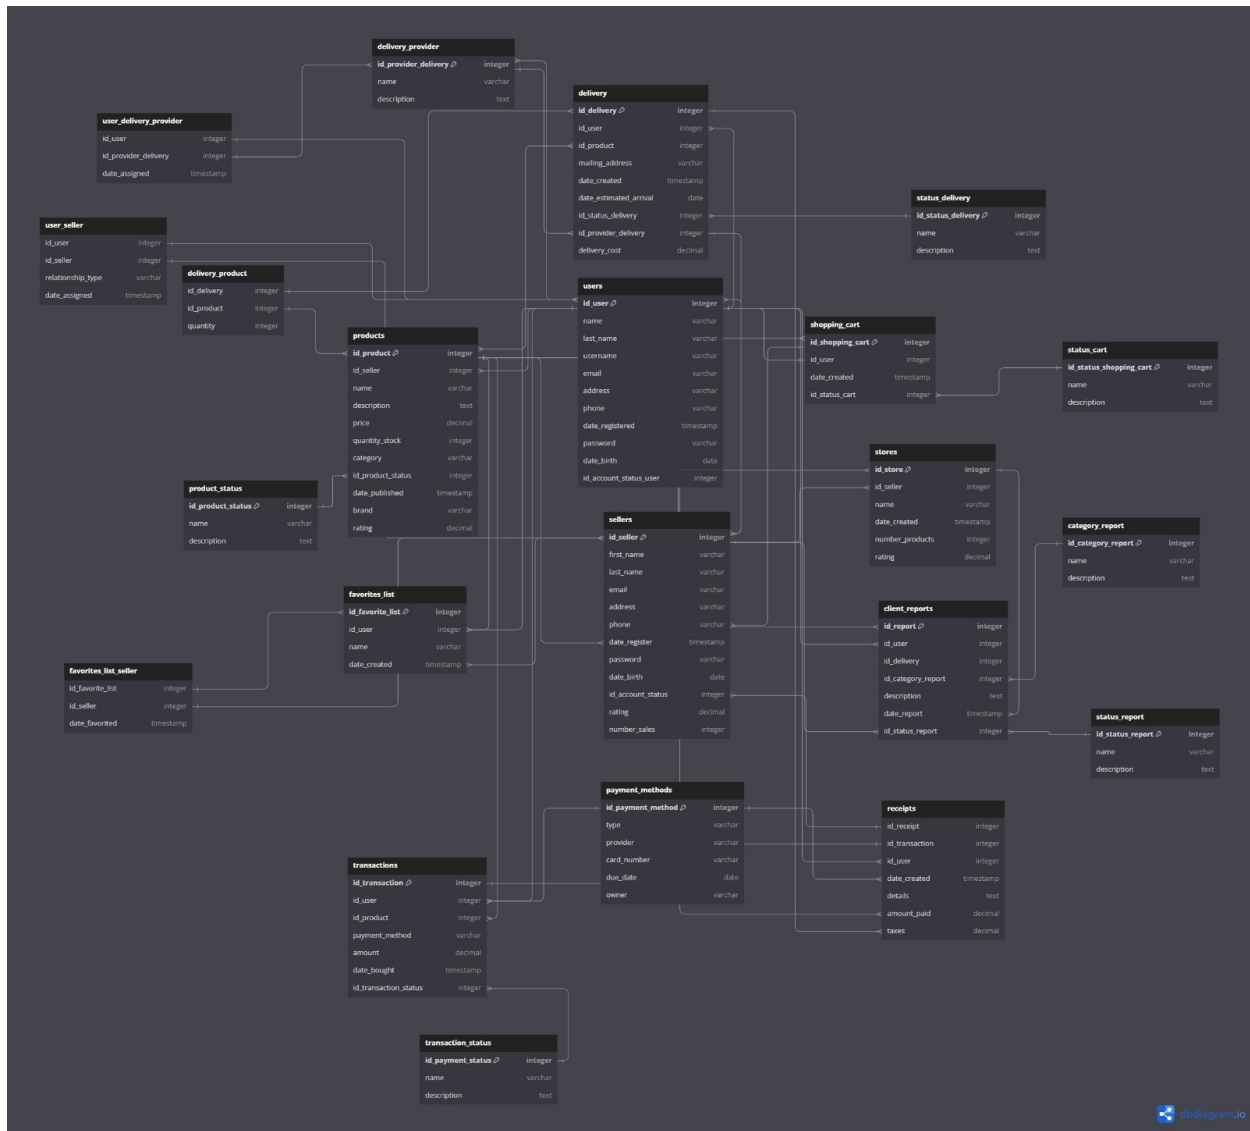 delivery_provider
id_provider_delivery integer
name varchar
description text
delivery
id_delivery integer
id_user integer
id_product integer
mailing_address varchar
date_created timestamp
date_estimated_arrival date
id_status_delivery integer
id_provider_delivery integer
delivery_cost decimal
user_delivery_provider
id_user integer
id_provider_delivery integer
date_assigned timestamp
status_delivery
id_status_delivery integer
name varchar
description text
user_seller
id_user integer
id_seller integer
relationship_type varchar
date_assigned timestamp
delivery_product
id_delivery integer
id_product integer
quantity integer
users
id_user integer
name varchar
last_name varchar
username varchar
email varchar
address varchar
phone varchar
date_registered timestamp
password varchar
date_birth date
id_account_status_user integer
shopping_cart
id_shopping_cart integer
id_user integer
date_created timestamp
id_status_cart integer
status_cart
id_status_shopping_cart integer
name varchar
description text
products
id_product integer
id_seller integer
name varchar
description text
price decimal
quantity_stock integer
category varchar
id_product_status integer
date_published timestamp
brand varchar
rating decimal
stores
id_store integer
id_seller integer
name varchar
date_created timestamp
number_products integer
rating decimal
product_status
id_product_status integer
name varchar
description text
sellers
id_seller integer
first_name varchar
last_name varchar
email varchar
address varchar
phone varchar
date_register timestamp
password varchar
date_birth date
id_account_status integer
rating decimal
number_sales integer
category_report
id_category_report integer
name varchar
description text
favorites_list
id_favorite_list integer
id_user integer
name varchar
date_created timestamp
client_reports
id_report integer
id_user integer
id_delivery integer
id_category_report integer
description text
date_report timestamp
id_status_report integer
favorites_list_seller
id_favorite_list integer
id_seller integer
date_favorited timestamp
status_report
id_status_report integer
name varchar
description text
payment_methods
id_payment_method integer
type varchar
provider varchar
card_number varchar
due_date date
owner varchar
receipts
id_receipt integer
id_transaction integer
id_user integer
date_created timestamp
details text
amount_paid decimal
taxes decimal
transactions
id_transaction integer
id_user integer
id_product integer
payment_method varchar
amount decimal
date_bought timestamp
id_transaction_status integer
transaction_status
id_payment_status integer
name varchar
description text
dbdiagram.io